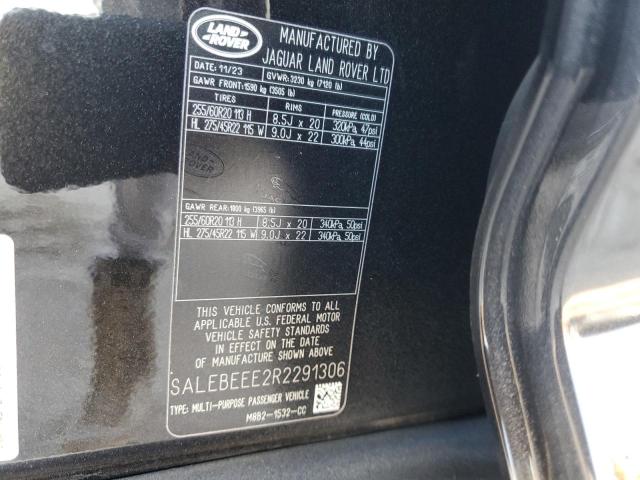 LAND
ROVER
MANUFACTURED BY
JAGUAR LAND ROVER LTD
DATE: 11/23 GVWR: 3230 kg (7120 lb)
GAWR FRONT: 1590 kg (3505 lb)
TIRES RIMS PRESSURE (COLD)
255/60R20 113 H 8.5J x 20 320kPa, 47psi
HL 275/45R22 115 W 9.0J x 22 300kPa, 44psi
GAWR REAR: 1800 kg (3965 lb)
255/60R20 113 H 8.5J x 20 340kPa, 50psi
HL 275/45R22 115 W 9.0J x 22 340kPa, 50psi
THIS VEHICLE CONFORMS TO ALL
APPLICABLE U.S. FEDERAL MOTOR
VEHICLE SAFETY STANDARDS
IN EFFECT ON THE DATE
OF MANUFACTURE SHOWN ABOVE
SALEBEEE2R2291306
TYPE: MULTI-PURPOSE PASSENGER VEHICLE
M8B2-1532-CC